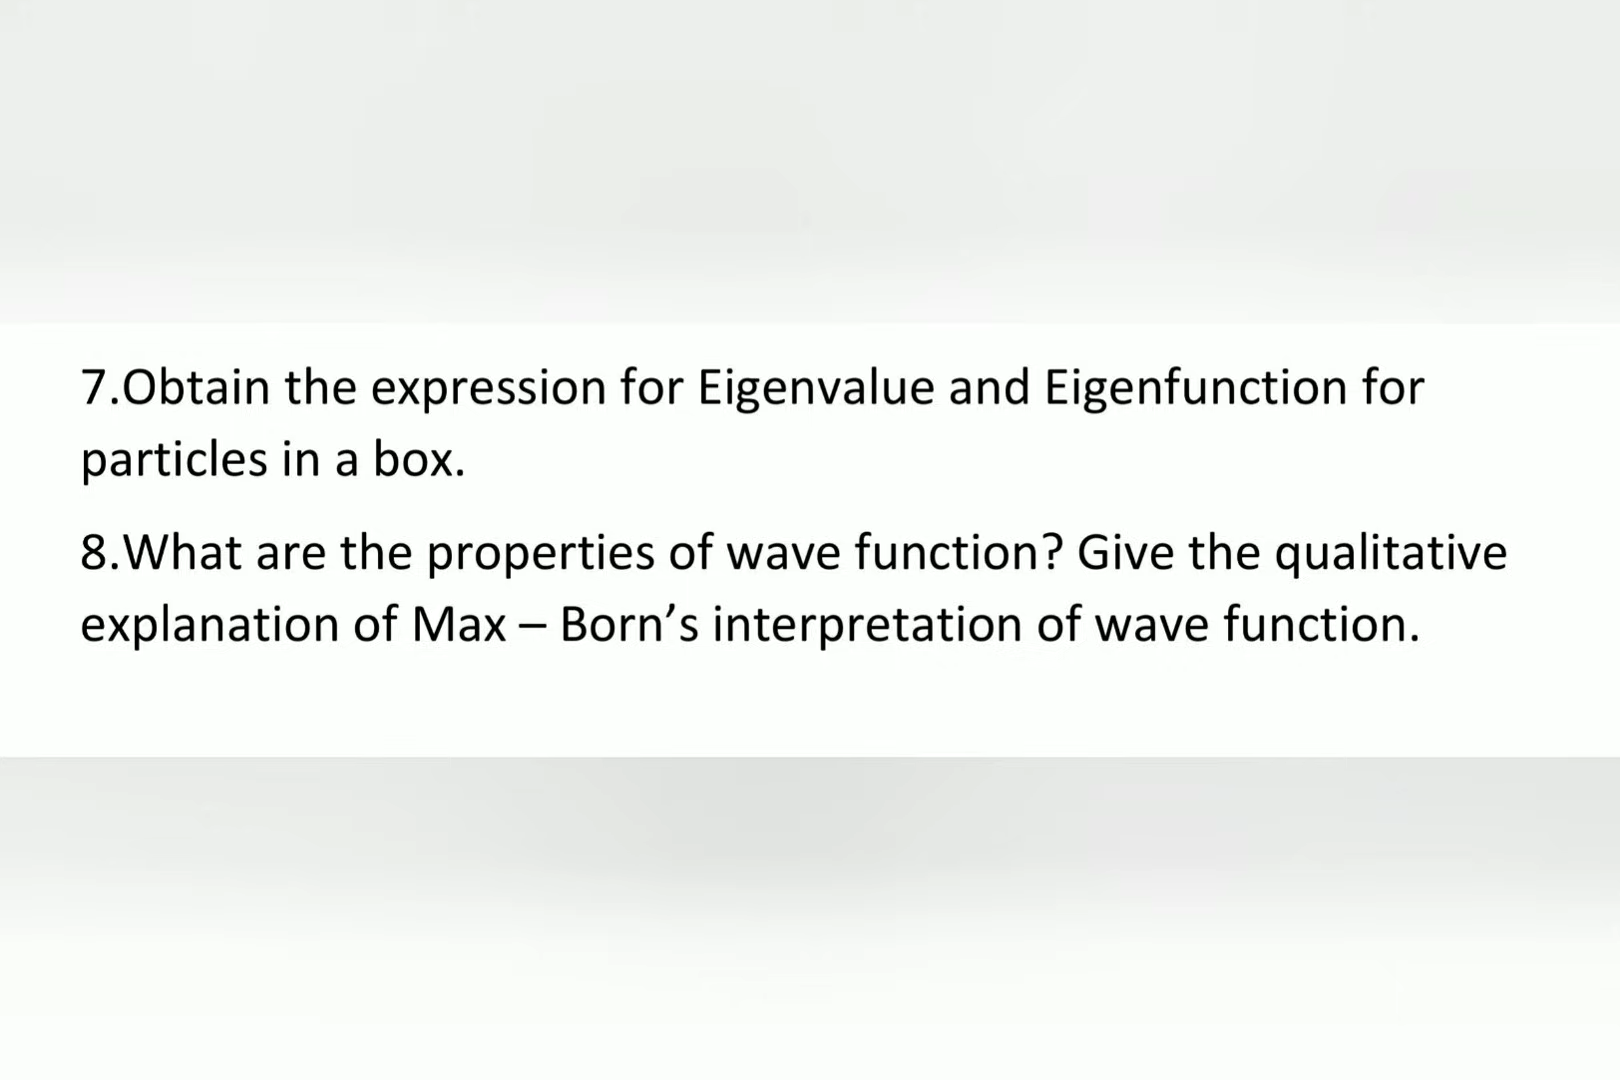 7.Obtain the expression for Eigenvalue and Eigenfunction for
particles in a box.
8.What are the properties of wave function? Give the qualitative
explanation of Max – Born’s interpretation of wave function.